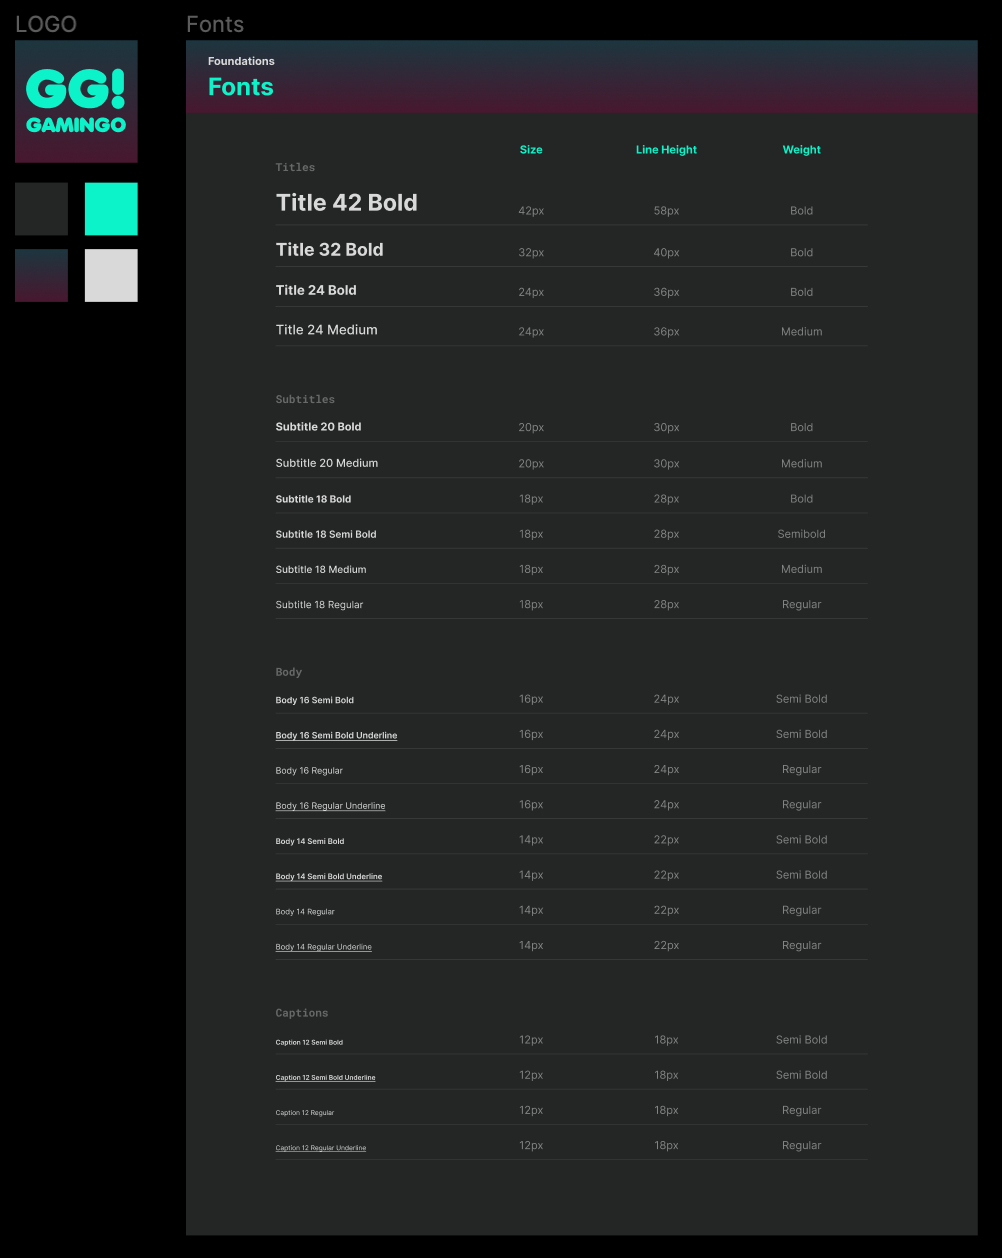 LOGO
GG!
GAMINGO
Fonts
Foundations
Fonts
Size Line Height Weight
Titles
Title 42 Bold 42px 58px Bold
Title 32 Bold 32px 40px Bold
Title 24 Bold 24px 36px Bold
Title 24 Medium 24px 36px Medium
Subtitles
Subtitle 20 Bold 20px 30px Bold
Subtitle 20 Medium 20px 30px Medium
Subtitle 18 Bold 18px 28px Bold
Subtitle 18 Semi Bold 18px 28px Semibold
Subtitle 18 Medium 18px 28px Medium
Subtitle 18 Regular 18px 28px Regular
Body
Body 16 Semi Bold 16px 24px Semi Bold
Body 16 Semi Bold Underline 16px 24px Semi Bold
Body 16 Regular 16px 24px Regular
Body 16 Regular Underline 16px 24px Regular
Body 14 Semi Bold 14px 22px Semi Bold
Body 14 Semi Bold Underline 14px 22px Semi Bold
Body 14 Regular 14px 22px Regular
Body 14 Regular Underline 14px 22px Regular
Captions
Caption 12 Semi Bold 12px 18px Semi Bold
Caption 12 Semi Bold Underline 12px 18px Semi Bold
Caption 12 Regular 12px 18px Regular
Caption 12 Regular Underline 12px 18px Regular